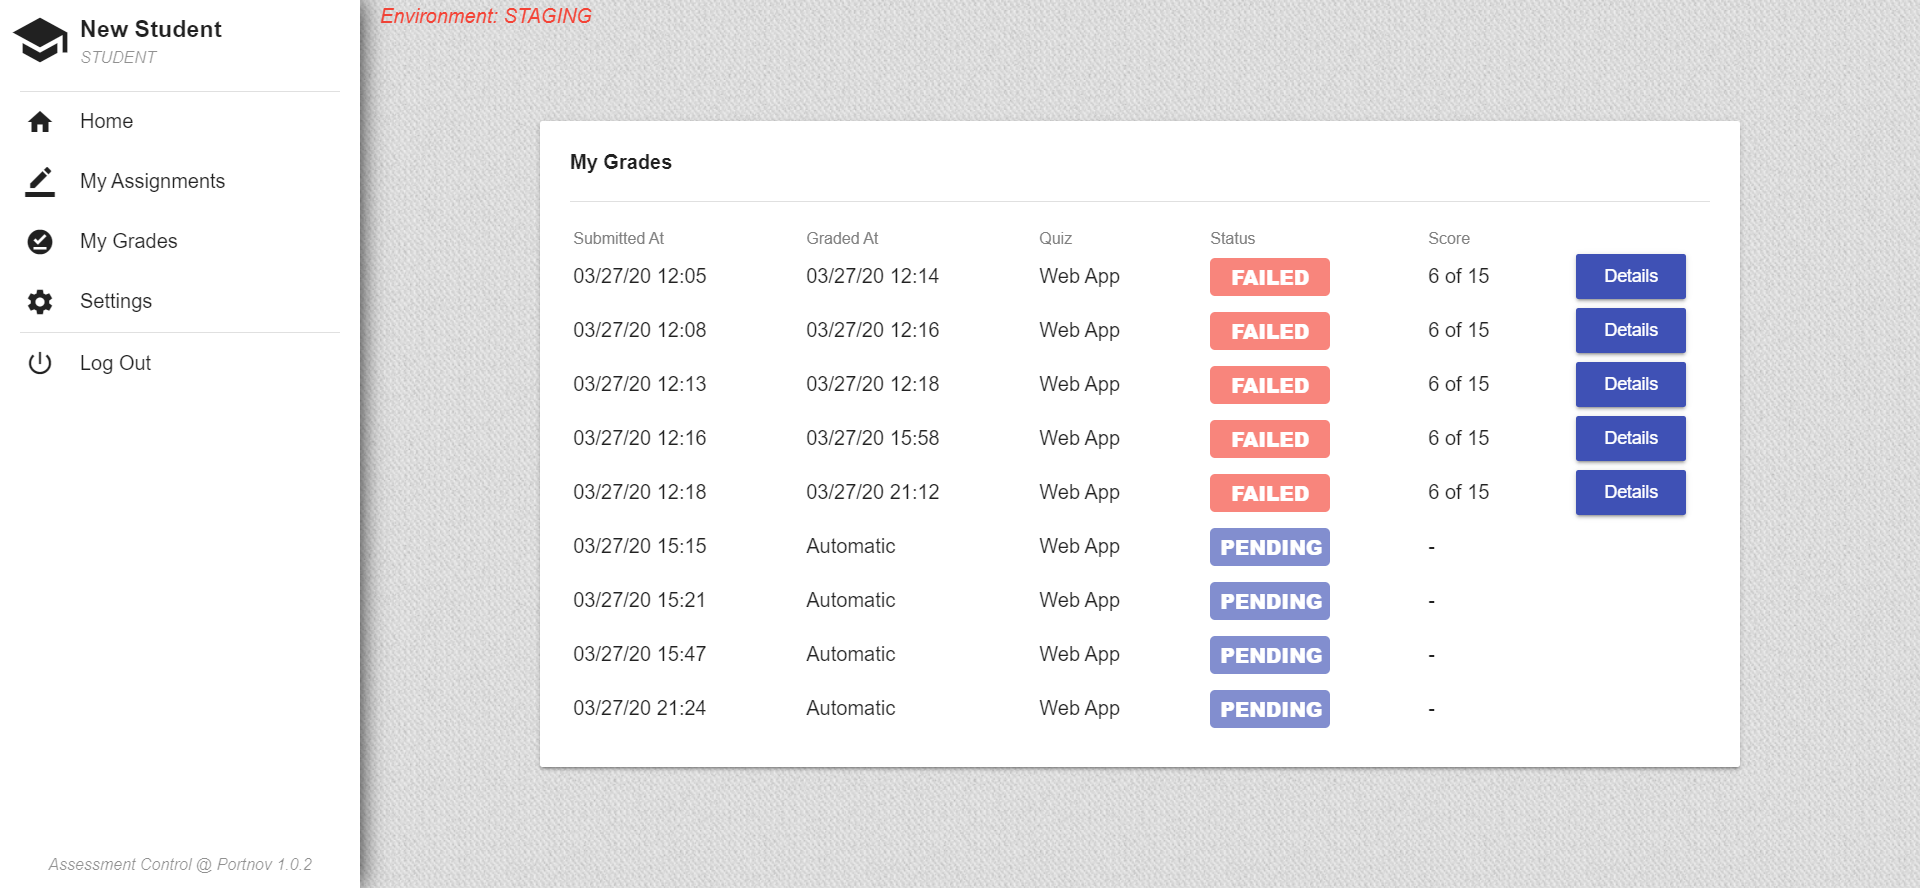 Environment: STAGING
New Student
STUDENT
Home
My Assignments
My Grades
Settings
Log Out
Assessment Control @ Portnov 1.0.2
My Grades
Submitted At Graded At Quiz Status Score
03/27/20 12:05 03/27/20 12:14 Web App FAILED 6 of 15 Details
03/27/20 12:08 03/27/20 12:16 Web App FAILED 6 of 15 Details
03/27/20 12:13 03/27/20 12:18 Web App FAILED 6 of 15 Details
03/27/20 12:16 03/27/20 15:58 Web App FAILED 6 of 15 Details
03/27/20 12:18 03/27/20 21:12 Web App FAILED 6 of 15 Details
03/27/20 15:15 Automatic Web App PENDING -
03/27/20 15:21 Automatic Web App PENDING -
03/27/20 15:47 Automatic Web App PENDING -
03/27/20 21:24 Automatic Web App PENDING -